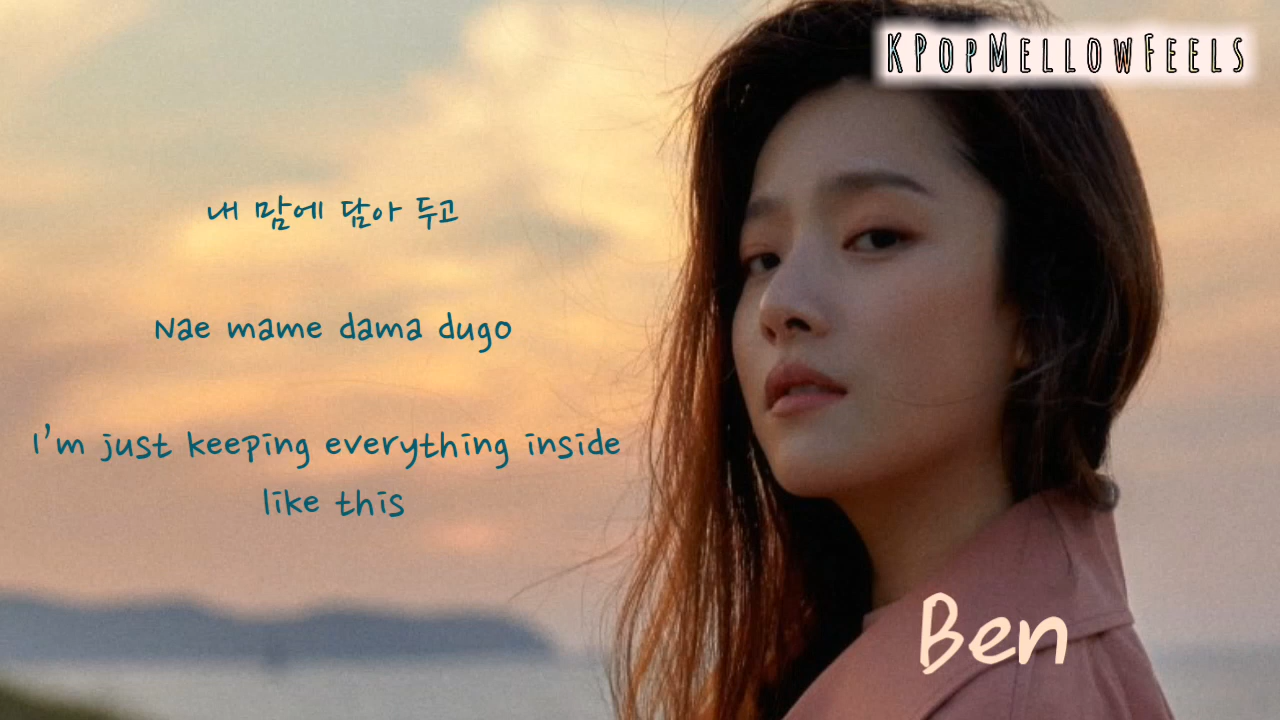 KPopMellowFeels
내 맘에 담아 두고
Nae mame dama dugo
I'm just keeping everything inside
like this
Ben